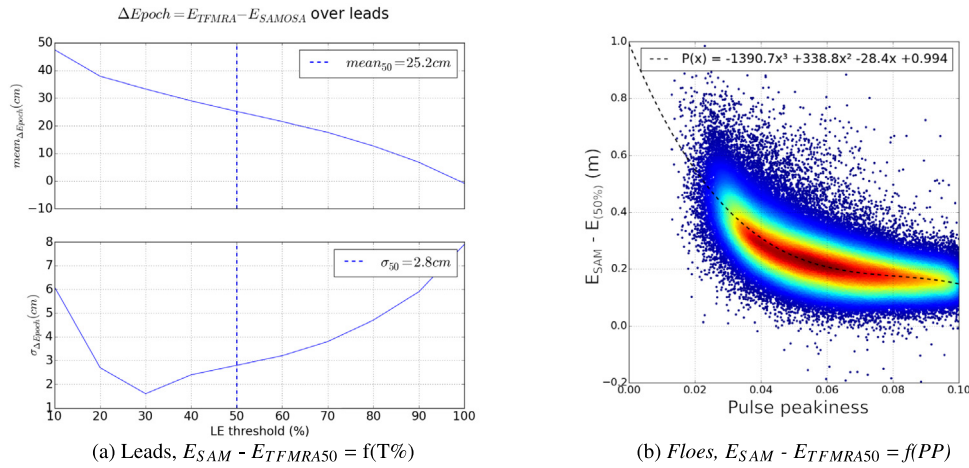 ΔEpoch = E_TFMRA − E_SAMOSA over leads
50
40
30
20
10
0
−10
mean_ΔEpoch(cm)
mean₅₀ = 25.2cm
8
7
6
5
4
3
2
1
σ_ΔEpoch(cm)
σ₅₀ = 2.8cm
10 20 30 40 50 60 70 80 90 100
LE threshold (%)
(a) Leads, E_SAM - E_TFMRA50 = f(T%)
1.0
0.8
0.6
0.4
0.2
0.0
−0.2
E_SAM - E_(50%) (m)
P(x) = -1390.7x³ +338.8x² -28.4x +0.994
0.00 0.02 0.04 0.06 0.08 0.10
Pulse peakiness
(b) Floes, E_SAM - E_TFMRA50 = f(PP)